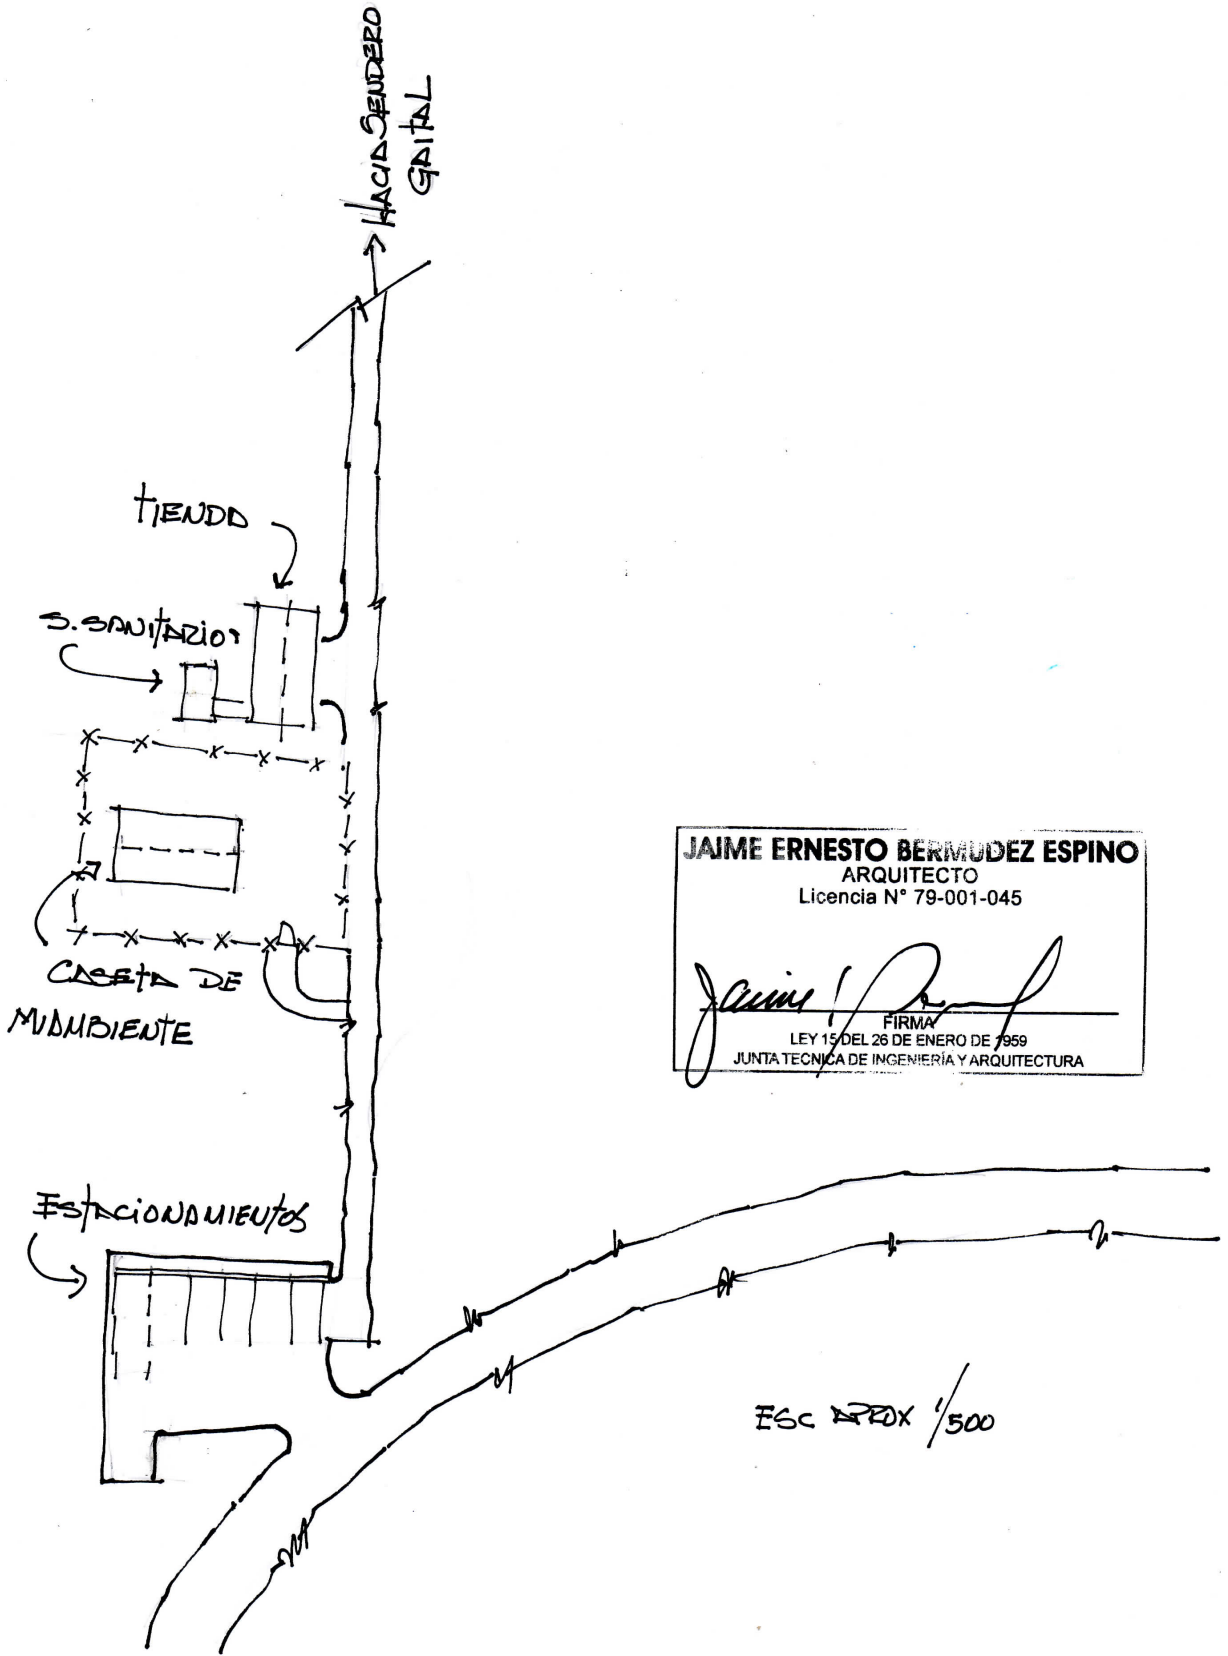 HACIA SENDERO
GAITAL
TIENDA
S. SANITARIOS
CASETA DE
MIAMBIENTE
JAIME ERNESTO BERMUDEZ ESPINO
ARQUITECTO
Licencia N° 79-001-045
FIRMA
LEY 15 DEL 26 DE ENERO DE 1959
JUNTA TECNICA DE INGENIERÍA Y ARQUITECTURA
ESTACIONAMIENTOS
ESC APROX 1/500